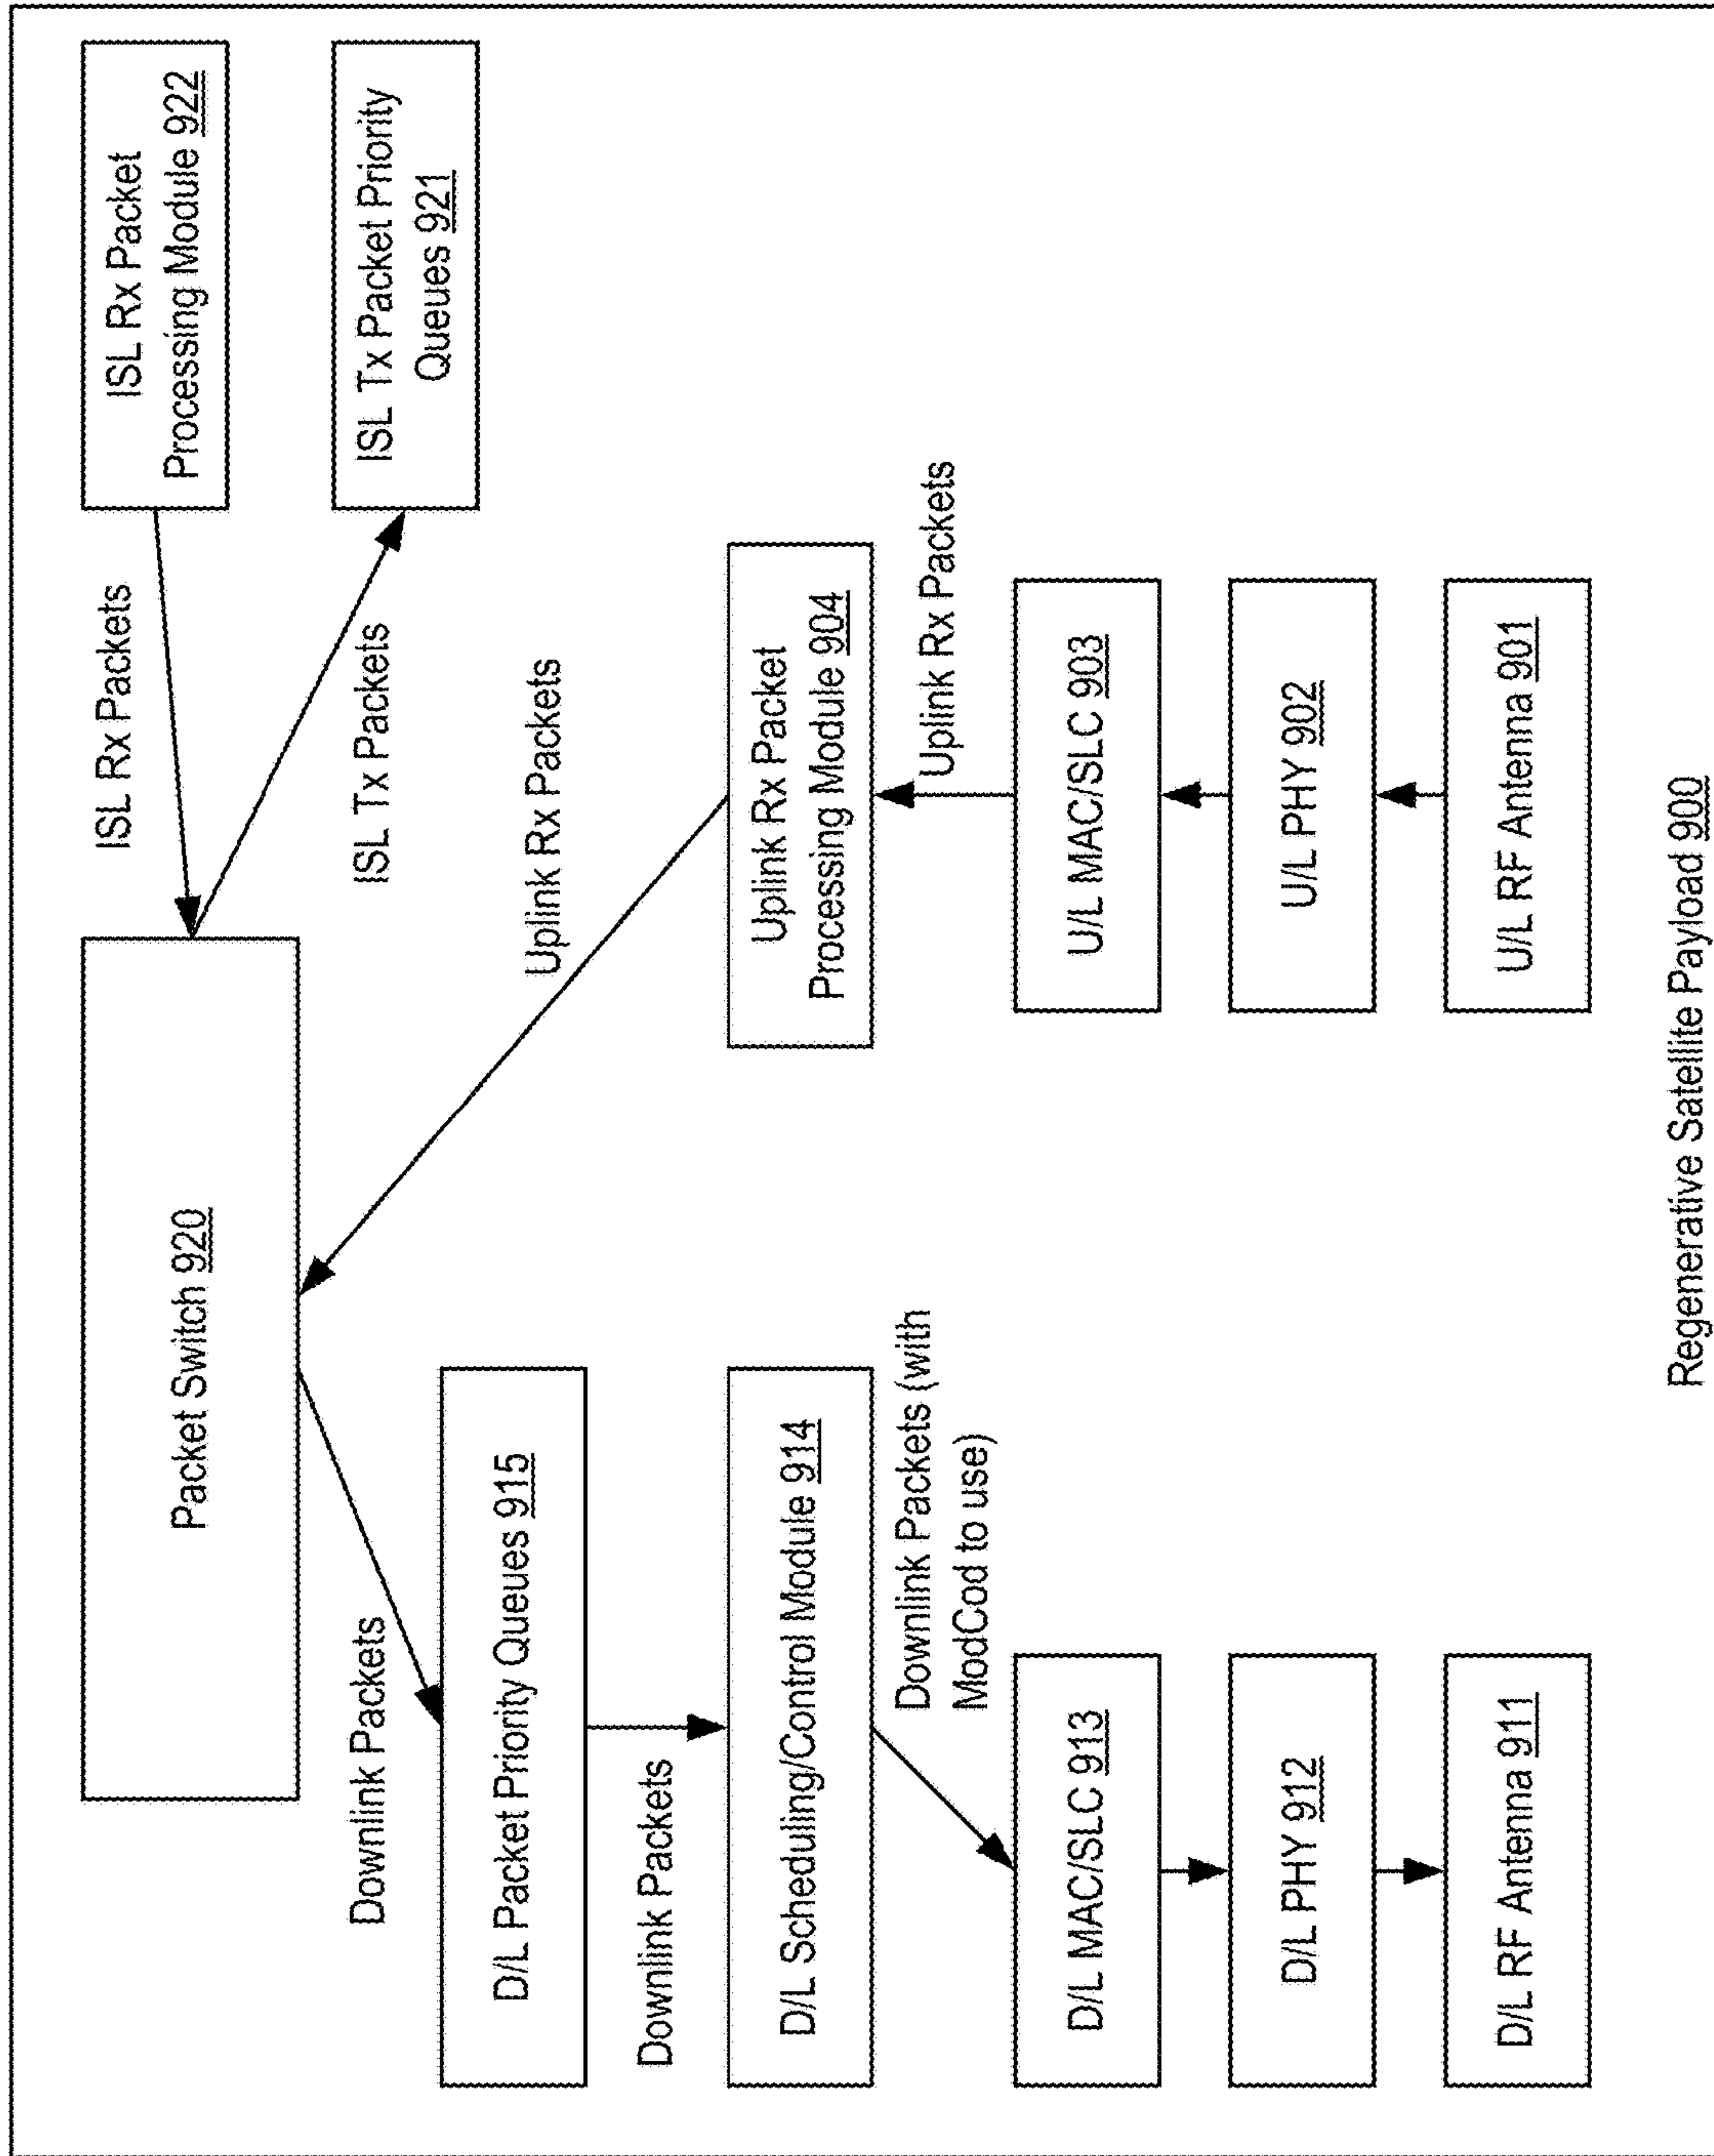 Packet Switch 920
ISL Rx Packets
ISL Rx Packet
Processing Module 922
ISL Tx Packets
ISL Tx Packet Priority
Queues 921
Downlink Packets
D/L Packet Priority Queues 915
Uplink Rx Packets
Downlink Packets
D/L Scheduling/Control Module 914
Uplink Rx Packet
Processing Module 904
Downlink Packets (with
ModCod to use)
Uplink Rx Packets
D/L MAC/SLC 913
U/L MAC/SLC 903
D/L PHY 912
U/L PHY 902
D/L RF Antenna 911
U/L RF Antenna 901
Regenerative Satellite Payload 900